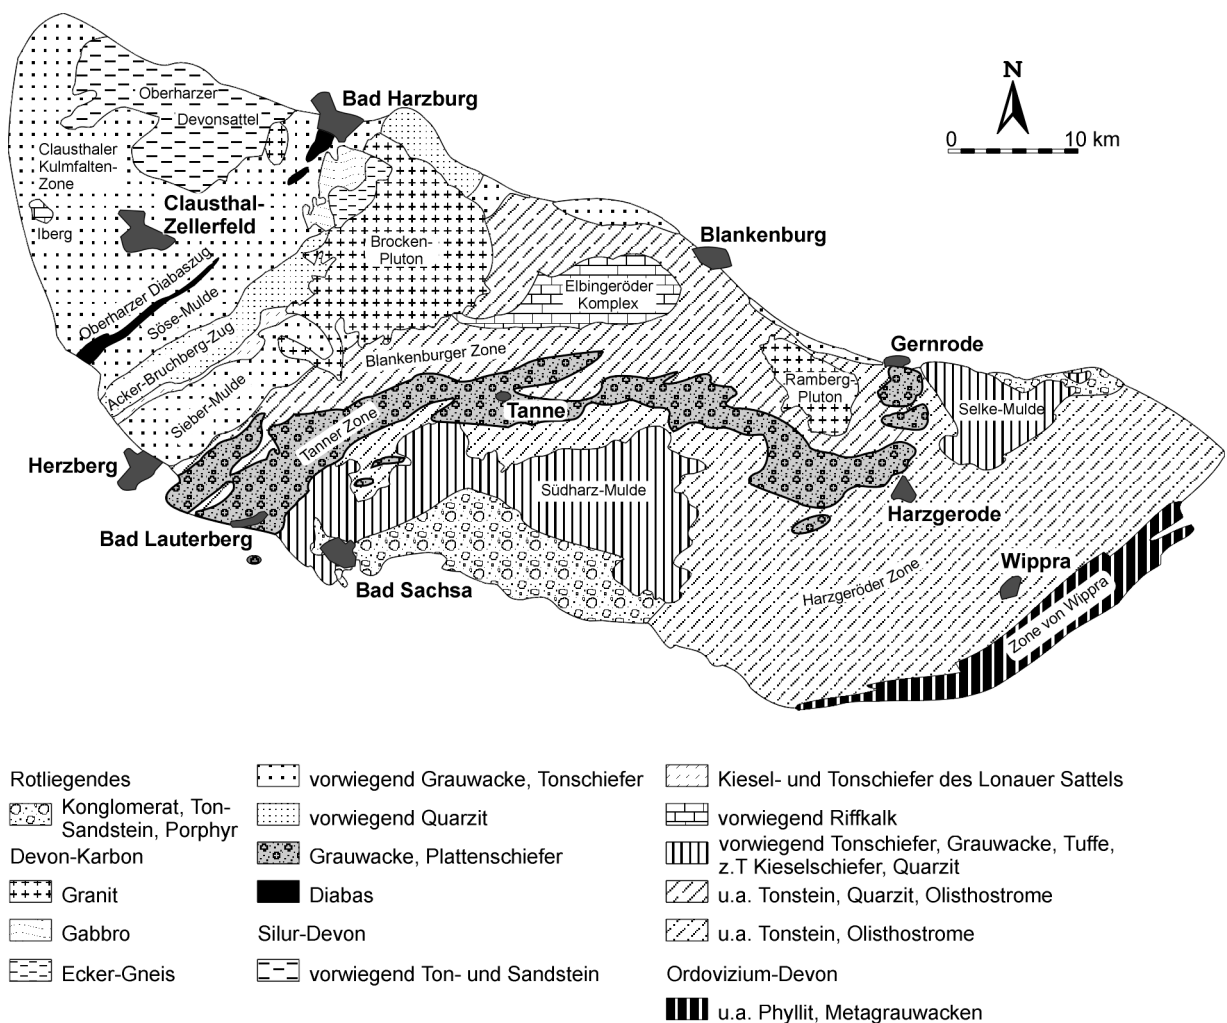 Oberharzer
Devonsattel
Bad Harzburg
N
0 10 km
Clausthaler
Kulmfalten-
Zone
Iberg
Clausthal-
Zellerfeld
Brocken-
Pluton
Blankenburg
Oberharzer Diabaszug
Söse-Mulde
Acker-Bruchberg-Zug
Sieber-Mulde
Elbingeröder
Komplex
Blankenburger Zone
Gernrode
Ramberg-
Pluton
Selke-Mulde
Tanne
Tanner Zone
Herzberg
Südharz-Mulde
Harzgerode
Bad Lauterberg
Bad Sachsa
Wippra
Harzgeröder Zone
Zone von Wippra
Rotliegendes
Konglomerat, Ton-
Sandstein, Porphyr
Devon-Karbon
Granit
Gabbro
Ecker-Gneis
vorwiegend Grauwacke, Tonschiefer
vorwiegend Quarzit
Grauwacke, Plattenschiefer
Diabas
Silur-Devon
vorwiegend Ton- und Sandstein
Kiesel- und Tonschiefer des Lonauer Sattels
vorwiegend Riffkalk
vorwiegend Tonschiefer, Grauwacke, Tuffe,
z.T Kieselschiefer, Quarzit
u.a. Tonstein, Quarzit, Olisthostrome
u.a. Tonstein, Olisthostrome
Ordovizium-Devon
u.a. Phyllit, Metagrauwacken